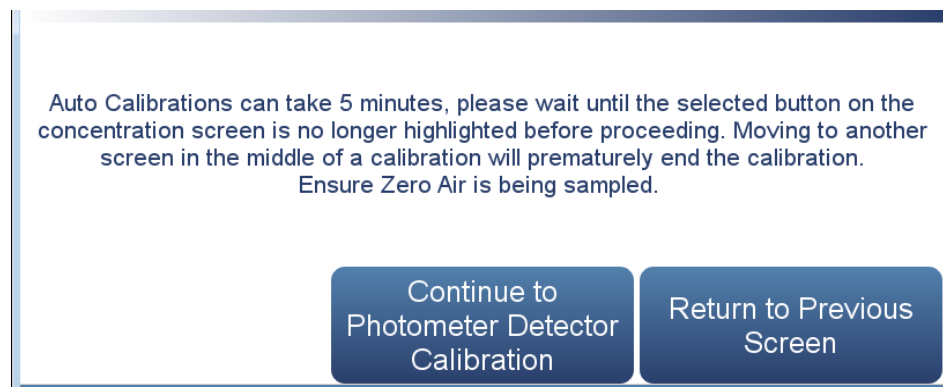 Auto Calibrations can take 5 minutes, please wait until the selected button on the
concentration screen is no longer highlighted before proceeding. Moving to another
screen in the middle of a calibration will prematurely end the calibration.
Ensure Zero Air is being sampled.
Continue to
Photometer Detector
Calibration
Return to Previous
Screen